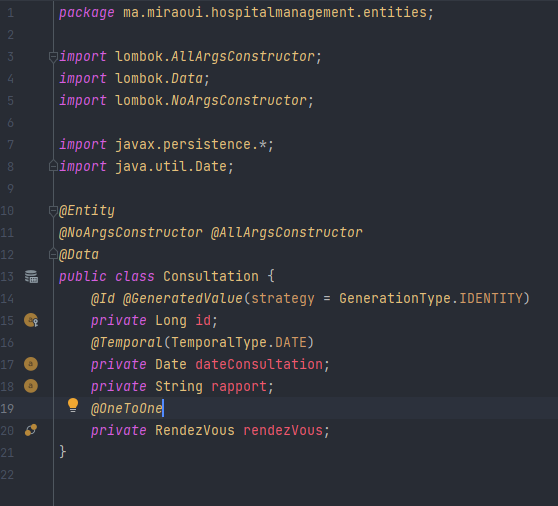 1 package ma.miraoui.hospitalmanagement.entities;
2
3 import lombok.AllArgsConstructor;
4 import lombok.Data;
5 import lombok.NoArgsConstructor;
6
7 import javax.persistence.*;
8 import java.util.Date;
9
10 @Entity
11 @NoArgsConstructor @AllArgsConstructor
12 @Data
13 public class Consultation {
14 @Id @GeneratedValue(strategy = GenerationType.IDENTITY)
15 private Long id;
16 @Temporal(TemporalType.DATE)
17 private Date dateConsultation;
18 private String rapport;
19 @OneToOne
20 private RendezVous rendezVous;
21 }
22